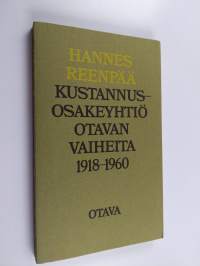 HANNES
REENPÄÄ
KUSTANNUS-
OSAKEYHTIÖ
OTAVAN
VAIHEITA
1918-1960
OTAVA